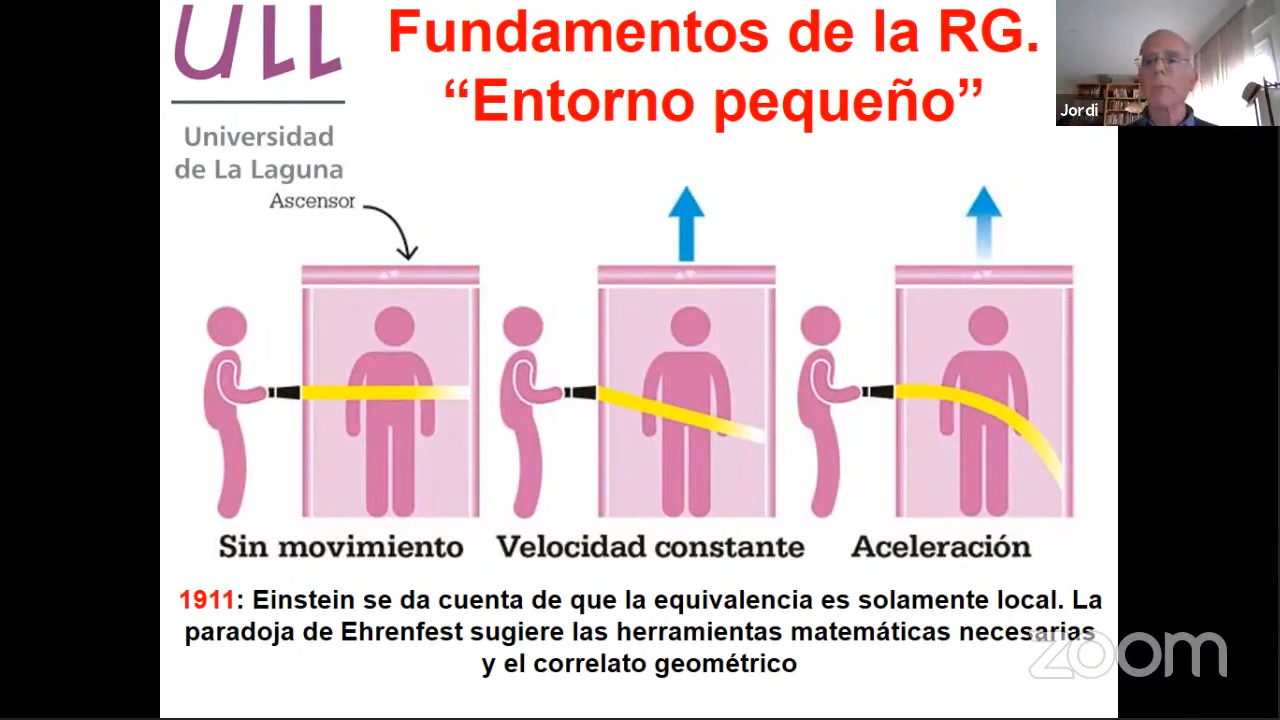 ULL
Universidad
de La Laguna
Fundamentos de la RG.
“Entorno pequeño”
Jordi
Ascensor
Sin movimiento
Velocidad constante
Aceleración
1911: Einstein se da cuenta de que la equivalencia es solamente local. La
paradoja de Ehrenfest sugiere las herramientas matemáticas necesarias
y el correlato geométrico
zoom